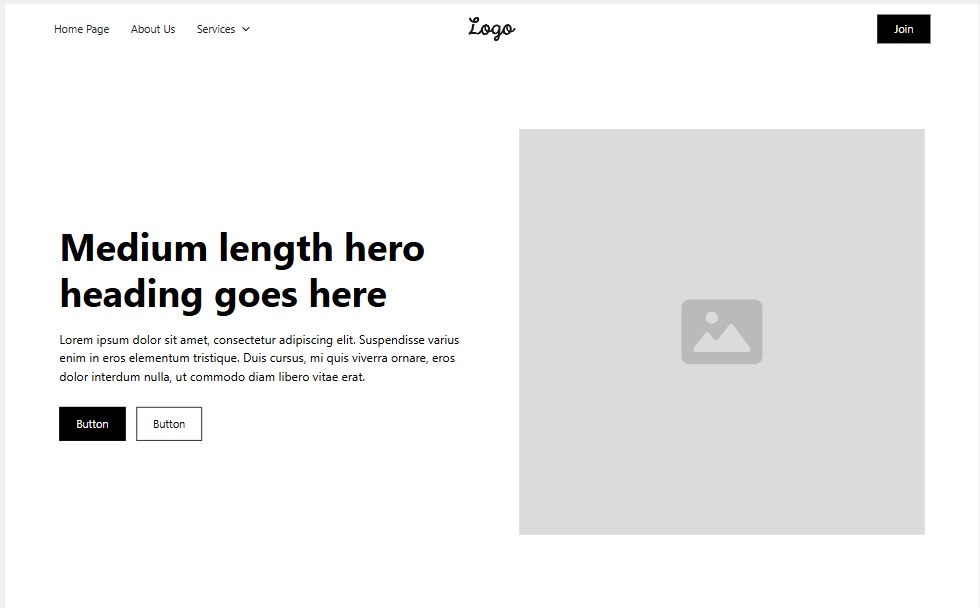 Home Page
About Us
Services
Logo
Join
Medium length hero
heading goes here
Lorem ipsum dolor sit amet, consectetur adipiscing elit. Suspendisse varius
enim in eros elementum tristique. Duis cursus, mi quis viverra ornare, eros
dolor interdum nulla, ut commodo diam libero vitae erat.
Button
Button